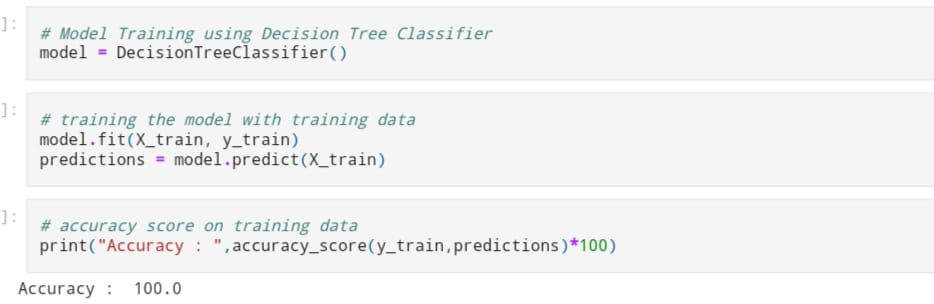 ]:
# Model Training using Decision Tree Classifier
model = DecisionTreeClassifier()
]:
# training the model with training data
model.fit(X_train, y_train)
predictions = model.predict(X_train)
]:
# accuracy score on training data
print("Accuracy : ",accuracy_score(y_train,predictions)*100)
Accuracy :  100.0